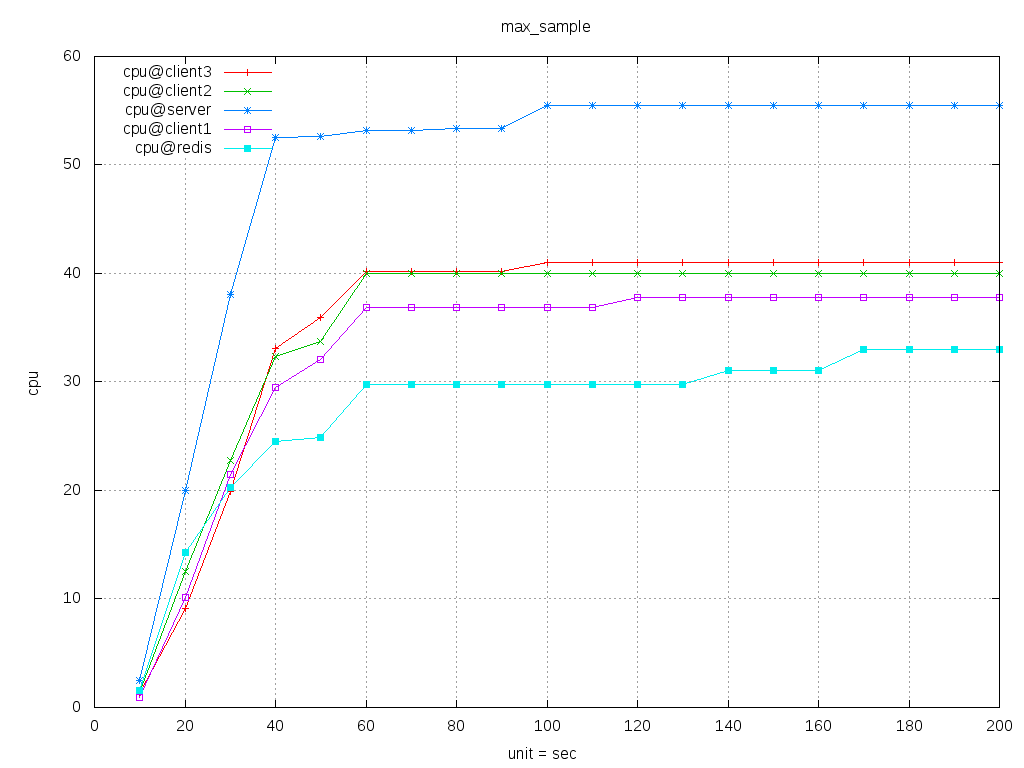 max_sample
cpu@client3
cpu@client2
cpu@server
cpu@client1
cpu@redis
60
50
40
30
20
10
0
cpu
0 20 40 60 80 100 120 140 160 180 200
unit = sec